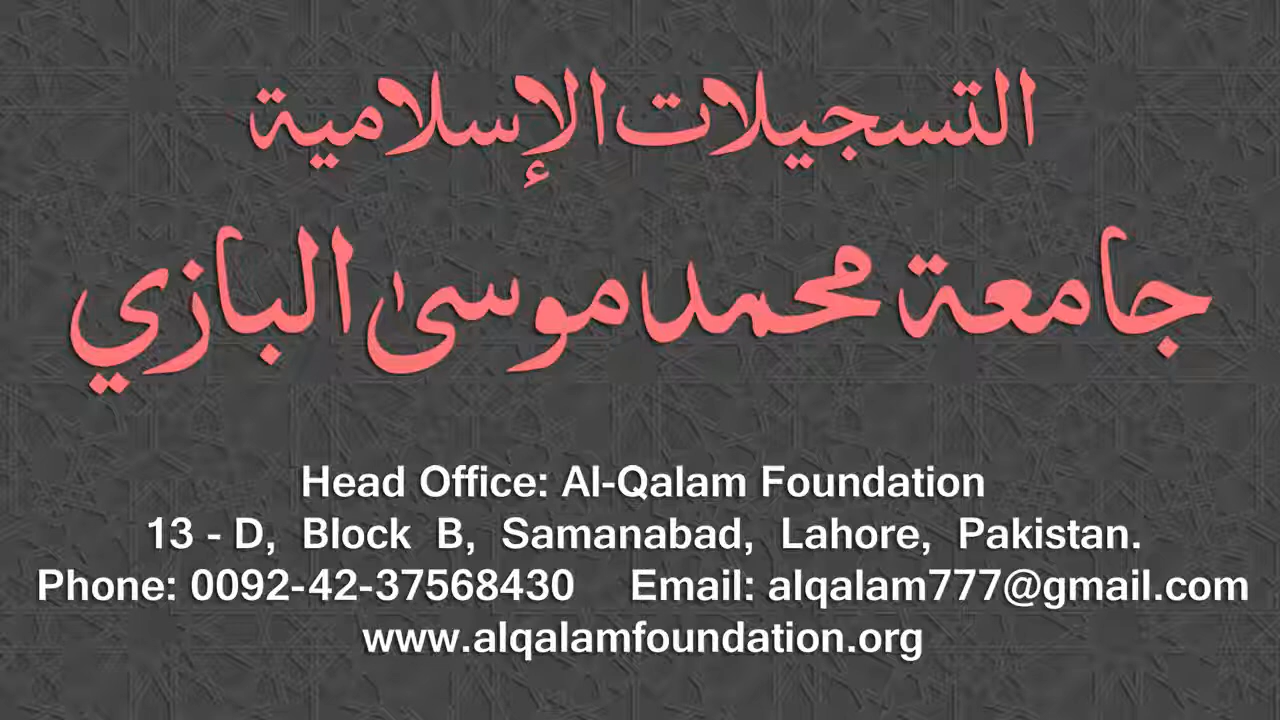 التسجيلات الإسلامية
جامعة محمد موسىٰ البازي
Head Office: Al-Qalam Foundation
13 - D, Block B, Samanabad, Lahore, Pakistan.
Phone: 0092-42-37568430 Email: alqalam777@gmail.com
www.alqalamfoundation.org